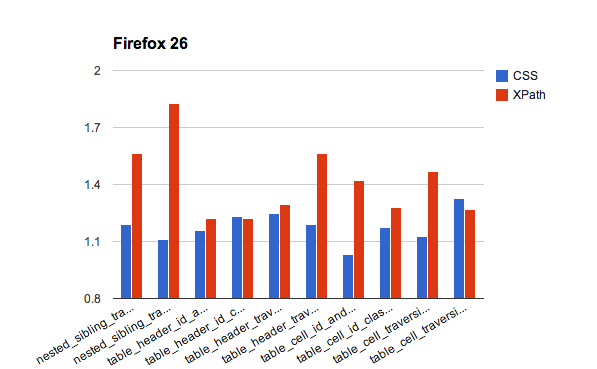 Firefox 26
CSS
XPath
2
1.7
1.4
1.1
0.8
nested_sibling_tra...
nested_sibling_tra...
table_header_id_a...
table_header_id_c...
table_header_trav...
table_header_trav...
table_cell_id_and...
table_cell_id_clas...
table_cell_traversi...
table_cell_traversi...